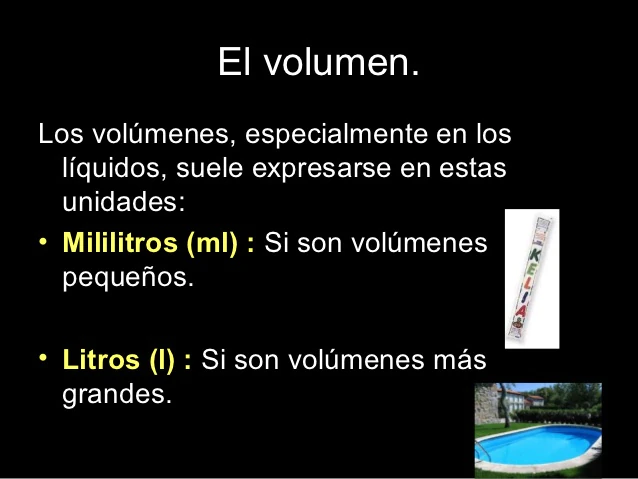 El volumen.
Los volúmenes, especialmente en los
líquidos, suele expresarse en estas
unidades:
• Mililitros (ml) : Si son volúmenes
pequeños.
KELIA
• Litros (l) : Si son volúmenes más
grandes.